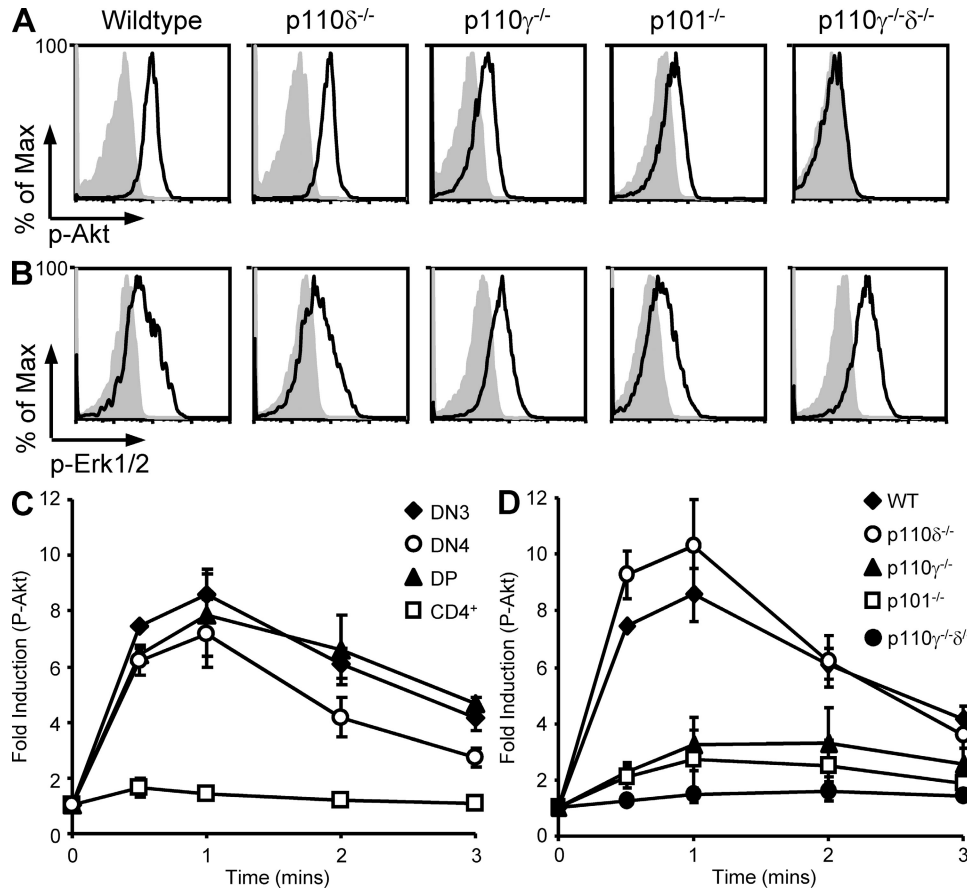 A Wildtype p110δ-/- p110γ-/- p101-/- p110γ-/-δ-/-
100
% of Max
p-Akt
B
100
% of Max
p-Erk1/2
C
12
10
8
6
4
2
0
Fold Induction (P-Akt)
DN3
DN4
DP
CD4+
0 1 2 3
Time (mins)
D
12
10
8
6
4
2
0
Fold Induction (P-Akt)
WT
p110δ-/-
p110γ-/-
p101-/-
p110γ-/-δ-/
0 1 2 3
Time (mins)